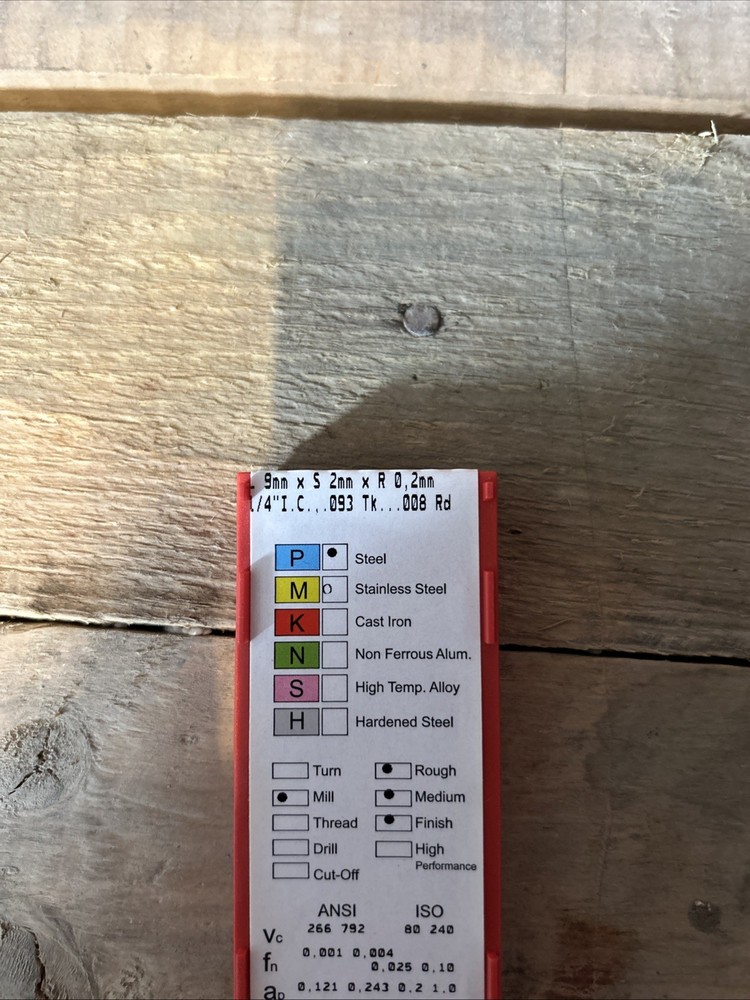 9mm x S 2mm x R 0,2mm
/4"I.C...093 Tk...008 Rd
P Steel
M Stainless Steel
K Cast Iron
N Non Ferrous Alum.
S High Temp. Alloy
H Hardened Steel
Turn Rough
Mill Medium
Thread Finish
Drill High
Performance
Cut-Off
ANSI ISO
Vc 266 792 80 240
fn 0,001 0,004
0,025 0,10
ap 0,121 0,243 0.2 1.0